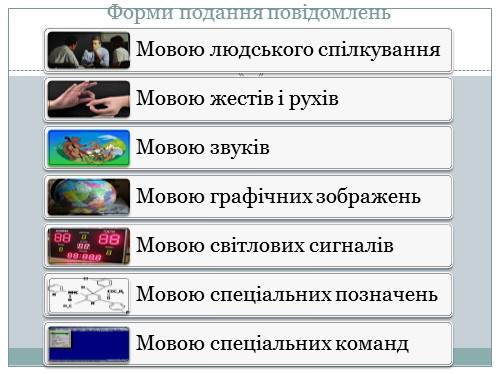 Форми подання повідомлень
Мовою людського спілкування
Мовою жестів і рухів
Мовою звуків
Мовою графічних зображень
Мовою світлових сигналів
Мовою спеціальних позначень
Мовою спеціальних команд